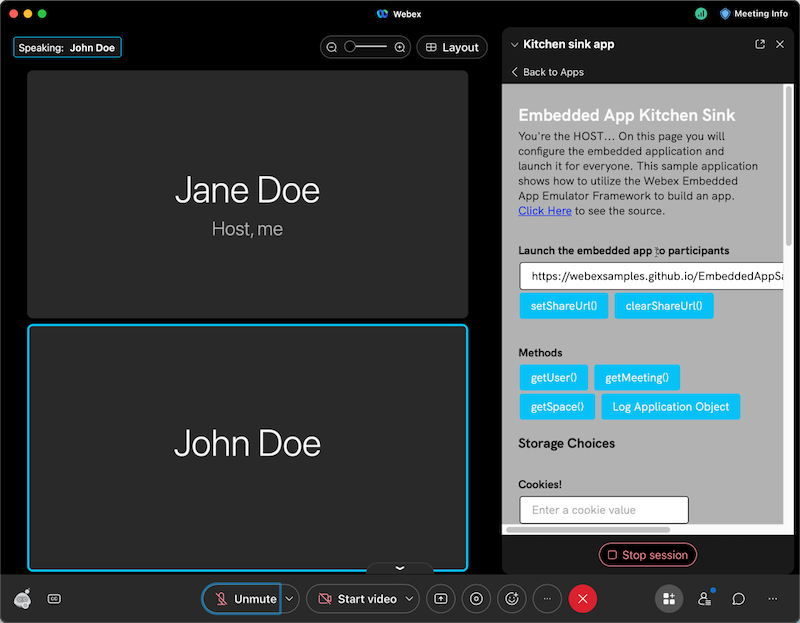 Webex
Meeting Info
Speaking: John Doe
Layout
Jane Doe
Host, me
John Doe
Kitchen sink app
Back to Apps
Embedded App Kitchen Sink
You're the HOST... On this page you will
configure the embedded application and
launch it for everyone. This sample application
shows how to utilize the Webex Embedded
App Emulator Framework to build an app.
Click Here to see the source.
Launch the embedded app to participants
https://webexsamples.github.io/EmbeddedAppSa
setShareUrl() clearShareUrl()
Methods
getUser() getMeeting()
getSpace() Log Application Object
Storage Choices
Cookies!
Enter a cookie value
Stop session
CC
Unmute
Start video